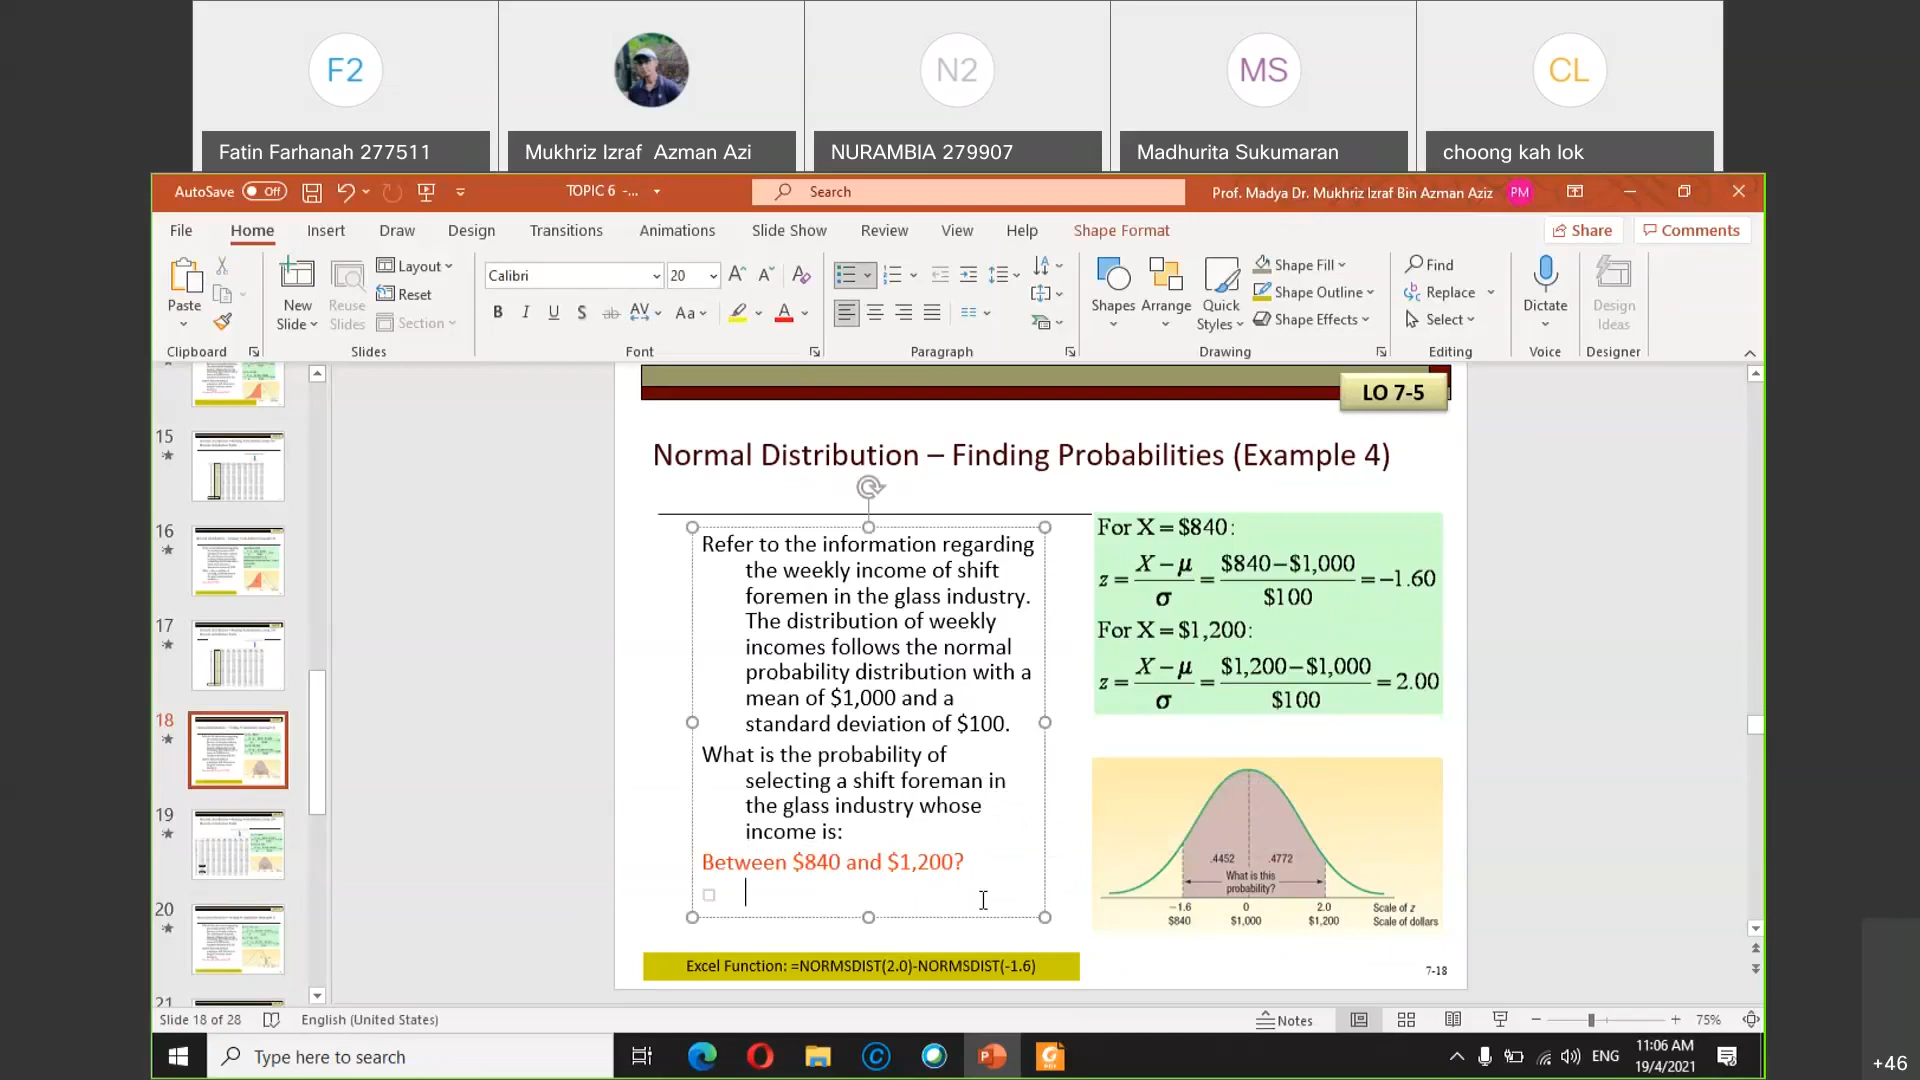 F2
N2
MS
CL
Fatin Farhanah 277511
Mukhriz Izraf Azman Azi
NURAMBIA 279907
Madhurita Sukumaran
choong kah lok
AutoSave Off
TOPIC 6 -...
Search
Prof. Madya Dr. Mukhriz Izraf Bin Azman Aziz
PM
File Home Insert Draw Design Transitions Animations Slide Show Review View Help Shape Format
Share
Comments
Paste
Clipboard
New Slide
Reuse Slides
Layout
Reset
Section
Slides
Calibri
20
B I U S ab AV Aa A
Font
Paragraph
Shapes
Arrange
Quick Styles
Shape Fill
Shape Outline
Shape Effects
Drawing
Find
Replace
Select
Editing
Dictate
Voice
Design Ideas
Designer
15
16
17
18
19
20
21
LO 7-5
Normal Distribution – Finding Probabilities (Example 4)
Refer to the information regarding
the weekly income of shift
foremen in the glass industry.
The distribution of weekly
incomes follows the normal
probability distribution with a
mean of $1,000 and a
standard deviation of $100.
What is the probability of
selecting a shift foreman in
the glass industry whose
income is:
Between $840 and $1,200?
For X = $840:
z = X − μ / σ = $840−$1,000 / $100 = −1.60
For X = $1,200:
z = X − μ / σ = $1,200−$1,000 / $100 = 2.00
.4452 .4772
What is this
probability?
−1.6 0 2.0 Scale of z
$840 $1,000 $1,200 Scale of dollars
Excel Function: =NORMSDIST(2.0)-NORMSDIST(-1.6)
7-18
Slide 18 of 28
English (United States)
Notes
75%
Type here to search
ENG
11:06 AM
19/4/2021
+46